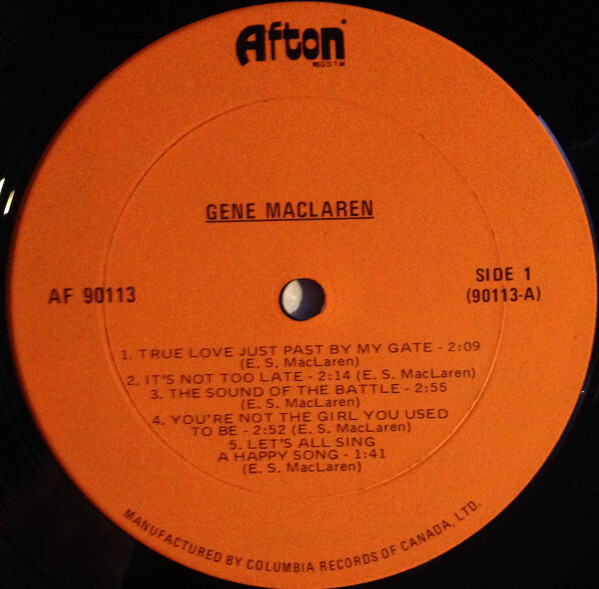 Afton
REG'D T M
GENE MACLAREN
AF 90113
SIDE 1
(90113-A)
1. TRUE LOVE JUST PAST BY MY GATE - 2:09
(E. S. MacLaren)
2. IT'S NOT TOO LATE - 2:14 (E. S. MacLaren)
3. THE SOUND OF THE BATTLE - 2:55
(E. S. MacLaren)
4. YOU'RE NOT THE GIRL YOU USED
TO BE - 2:52 (E. S. MacLaren)
5. LET'S ALL SING
A HAPPY SONG - 1:41
(E. S. MacLaren)
MANUFACTURED BY COLUMBIA RECORDS OF CANADA, LTD.